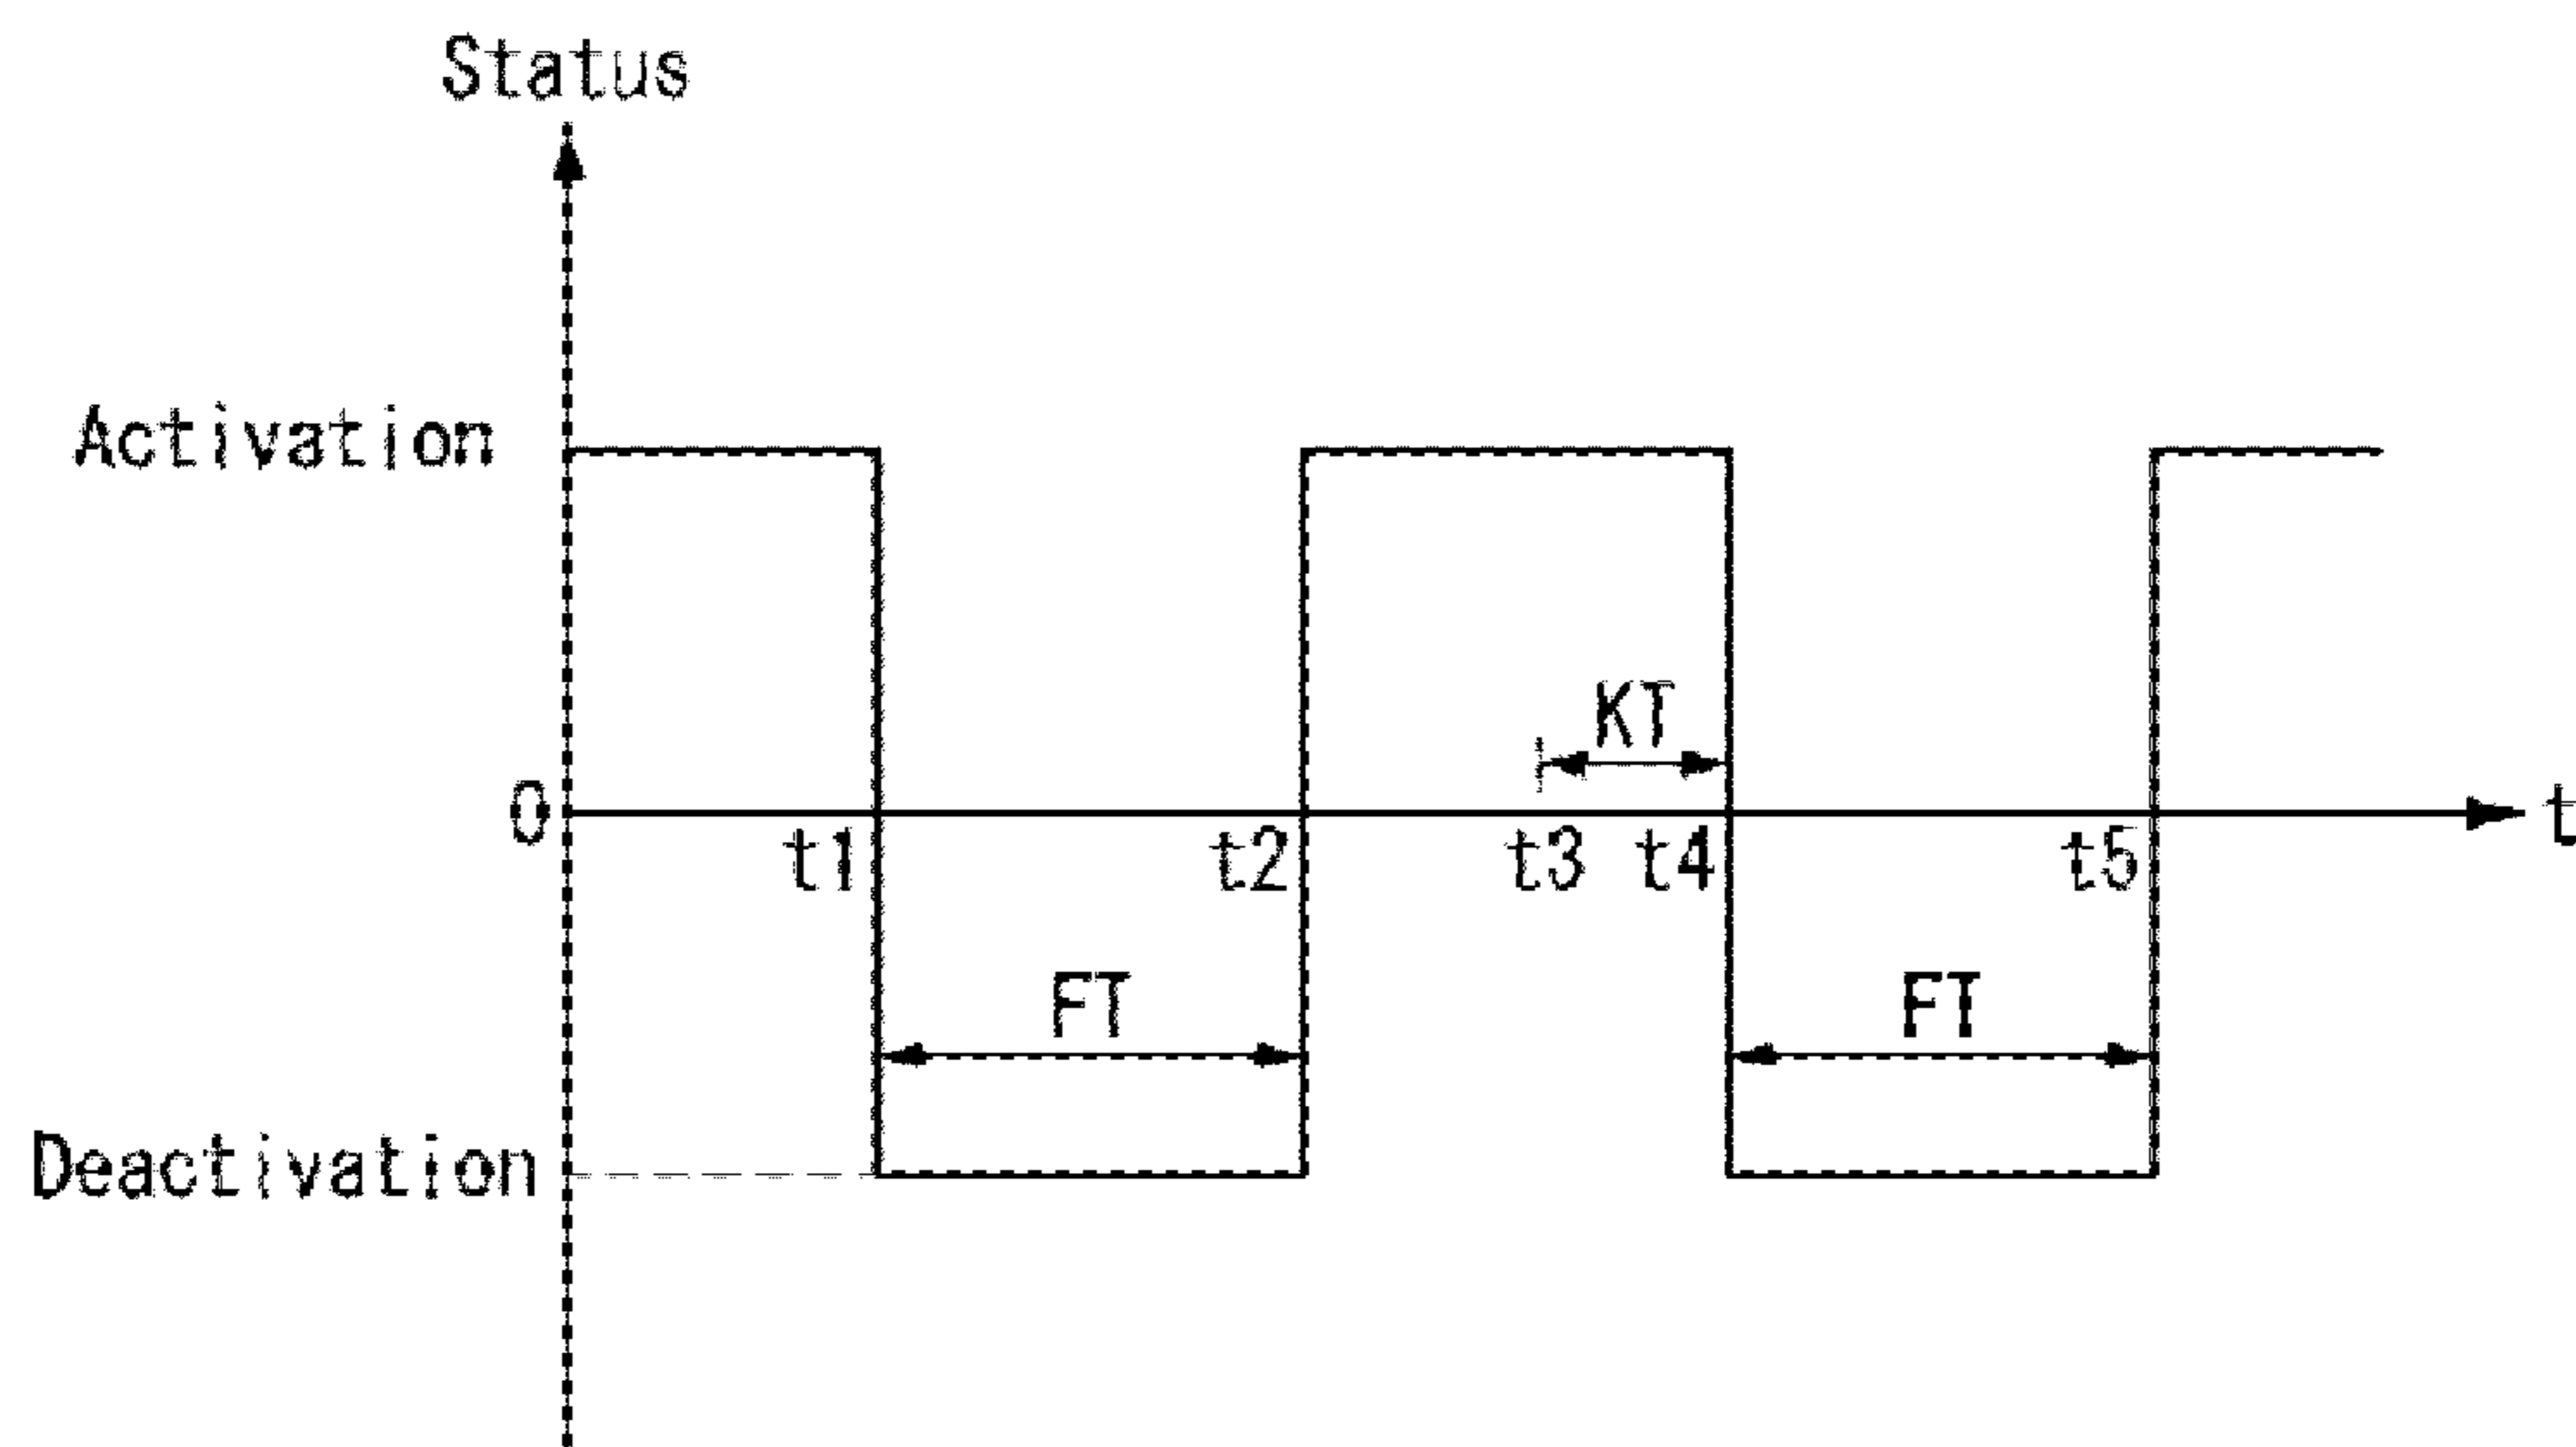 Status
Activation
KT
0
t
t1 t2 t3 t4 t5
FT FT
Deactivation